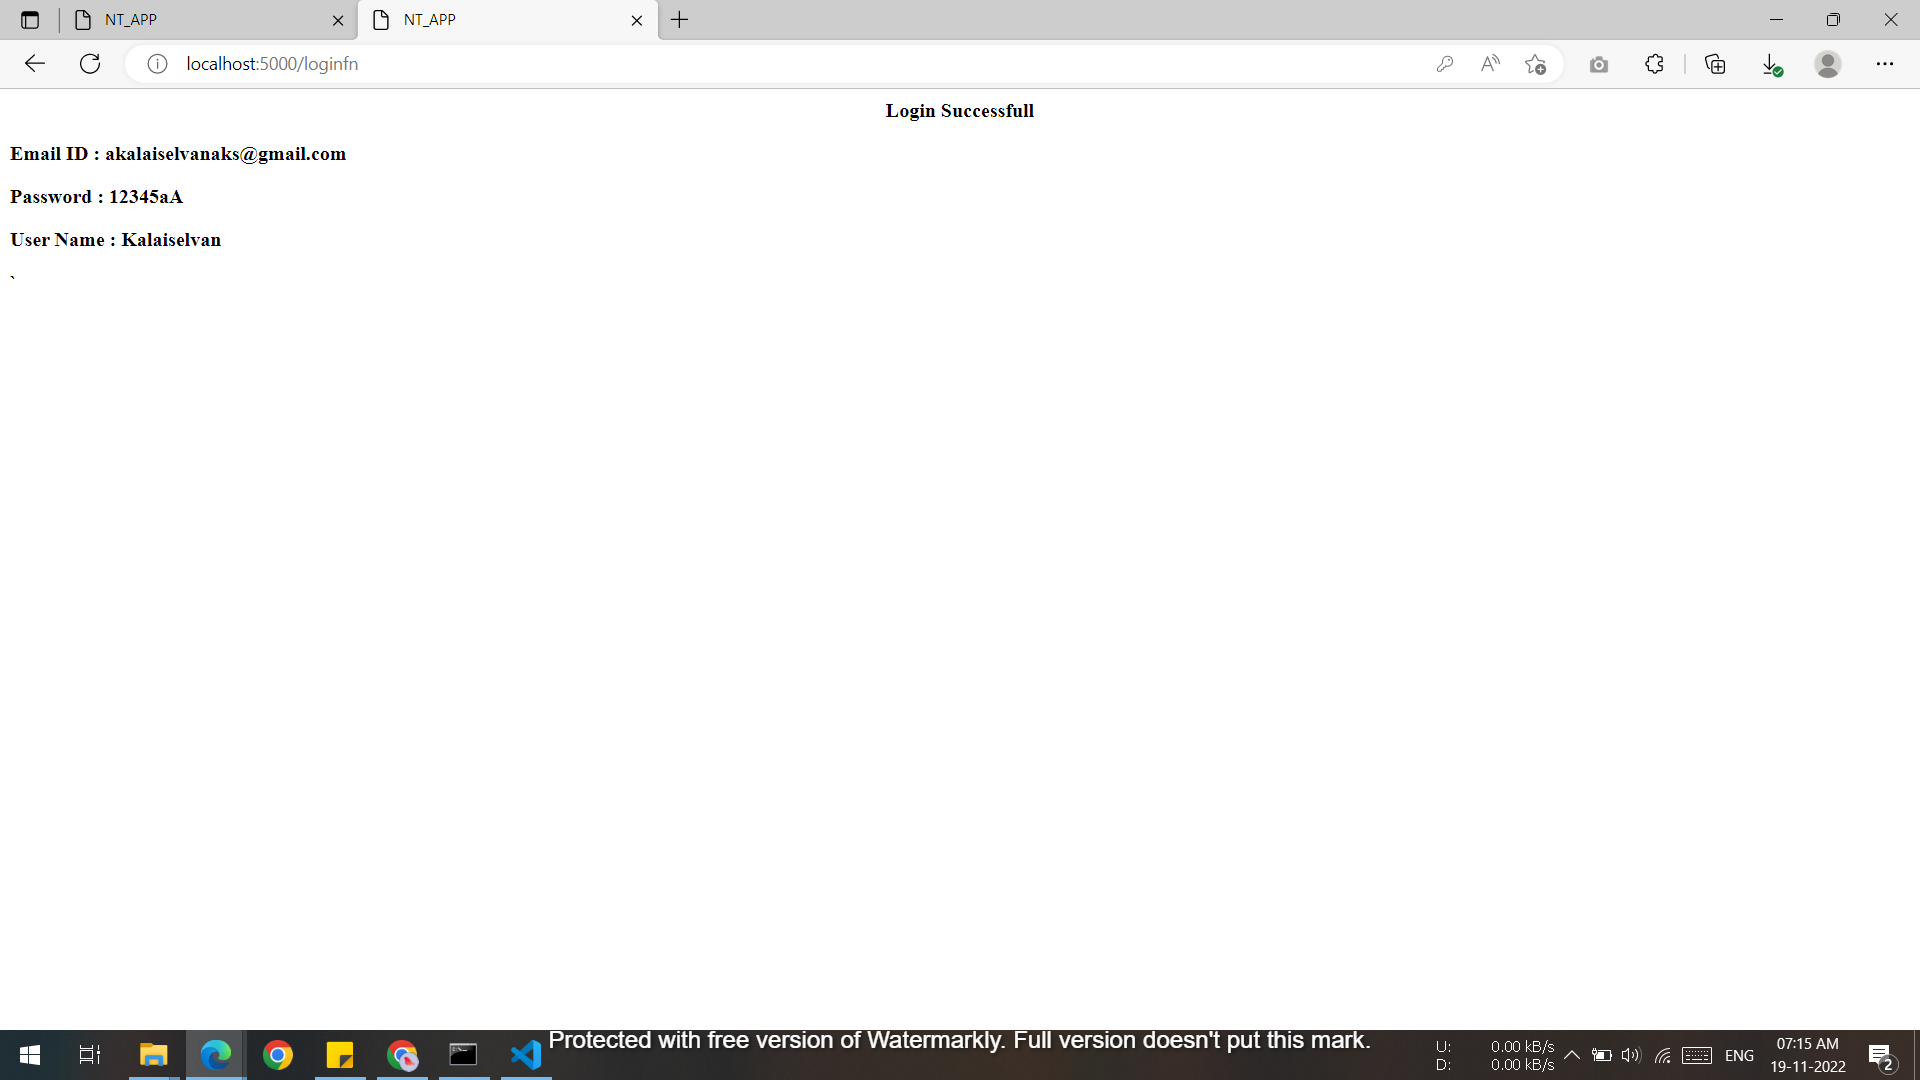 NT_APP
NT_APP
localhost:5000/loginfn
Login Successfull
Email ID : akalaiselvanaks@gmail.com
Password : 12345aA
User Name : Kalaiselvan
`
Protected with free version of Watermarkly. Full version doesn't put this mark.
U: 0.00 kB/s
D: 0.00 kB/s
ENG
07:15 AM
19-11-2022
2